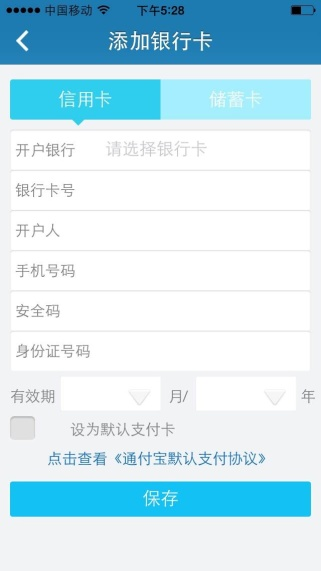 中国移动 下午5:28
添加银行卡
信用卡 储蓄卡
开户银行 请选择银行卡
银行卡号
开户人
手机号码
安全码
身份证号码
有效期 月/ 年
设为默认支付卡
点击查看《通付宝默认支付协议》
保存